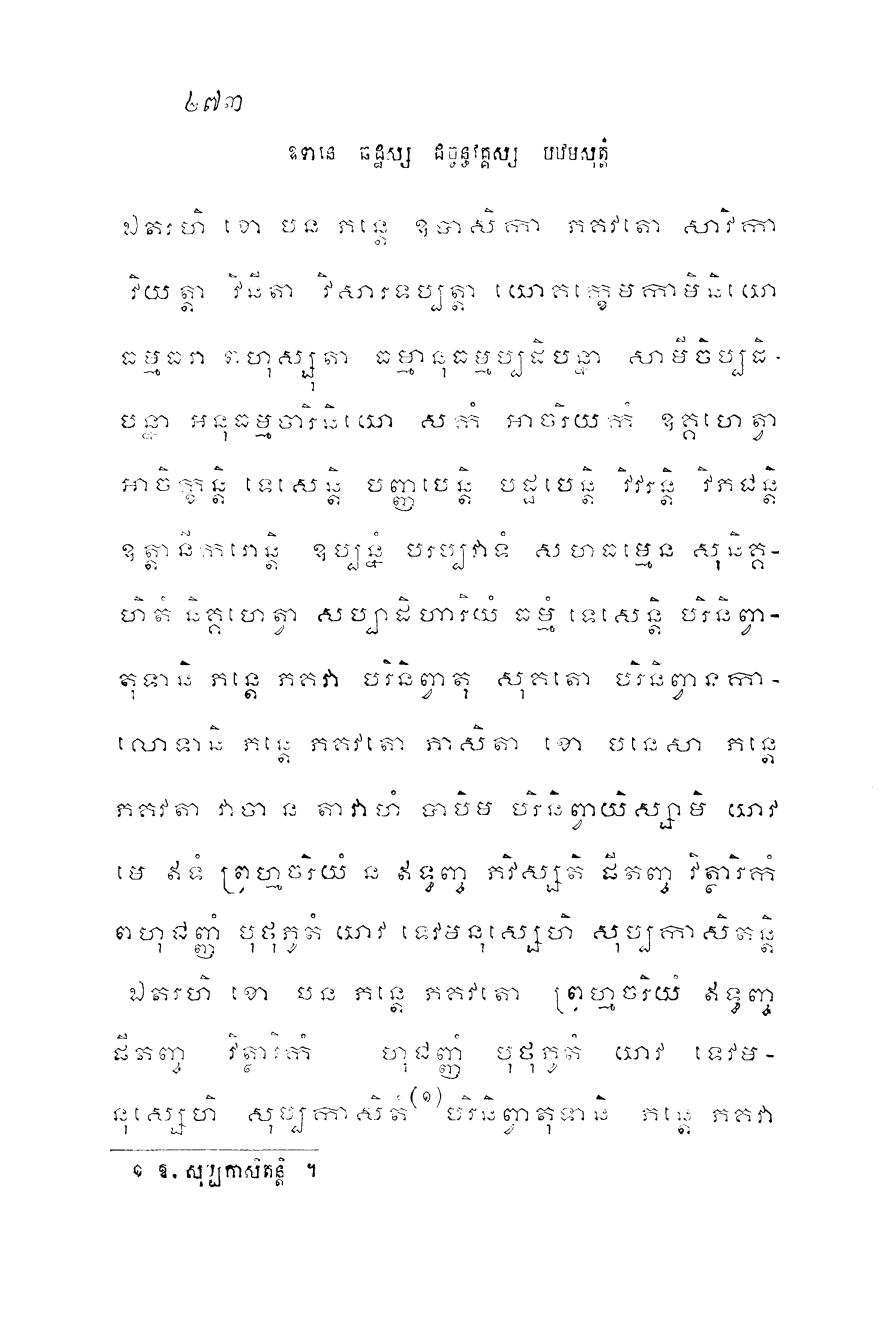 ៤៧៣
ឧទានេ ឆដ្ឋស្ស ជច្ចន្ធវគ្គស្ស បឋមសុត្តំ
ឯតរហិ ខោ បន ភន្តេ ឧបាសិកា ភគវតោ សាវិកា
វិយត្តា វិនីតា វិសារទប្បត្តា យោគក្ខេមកាមិនិយោ
ធម្មធរា ពហុស្សុតា ធម្មានុធម្មប្បដិបន្នា សាមីចិប្បដិ-
បន្នា អនុធម្មចារិនិយោ សកំ អាចរិយកំ ឧគ្គហេត្វា
អាចិក្ខន្តិ ទេសេន្តិ បញ្ញាបេន្តិ បដ្ឋបេន្តិ វិវរន្តិ វិភជន្តិ
ឧត្តានីករោន្តិ ឧប្បន្នំ បរប្បវាទំ សហធម្មេន សុនិគ្គ-
ហិតំ និគ្គហេត្វា សប្បាដិហារិយំ ធម្មំ ទេសេន្តិ បរិនិព្វា-
តុទានិ ភន្តេ ភគវា បរិនិព្វាតុ សុគតោ បរិនិព្វានកា-
លោទានិ ភន្តេ ភគវតោ ភាសិតា ខោ បនេសា ភន្តេ
ភគវតា វាចា ន តាវាហំ បាបិម បរិនិព្វាយិស្សាមិ យាវ
មេ ឥទំ ព្រហ្មចរិយំ ន ឥទ្ធញ្ច ភវិស្សតិ ផីតញ្ច វិត្ថារិកំ
ពហុជញ្ញំ បុថុភូតំ យាវ ទេវមនុស្សេហិ សុប្បកាសិតន្តិ
ឯតរហិ ខោ បន ភន្តេ ភគវតោ ព្រហ្មចរិយំ ឥទ្ធញ្ច
ផីតញ្ច វិត្ថារិកំ ហុជញ្ញំ បុថុភូតំ យាវ ទេវម-
នុស្សេហិ សុប្បកាសិតំ(១) បរិនិព្វាតុទានិ ភន្តេ ភគវា
១ ឱ. សុប្បកាសិតន្តិ ។